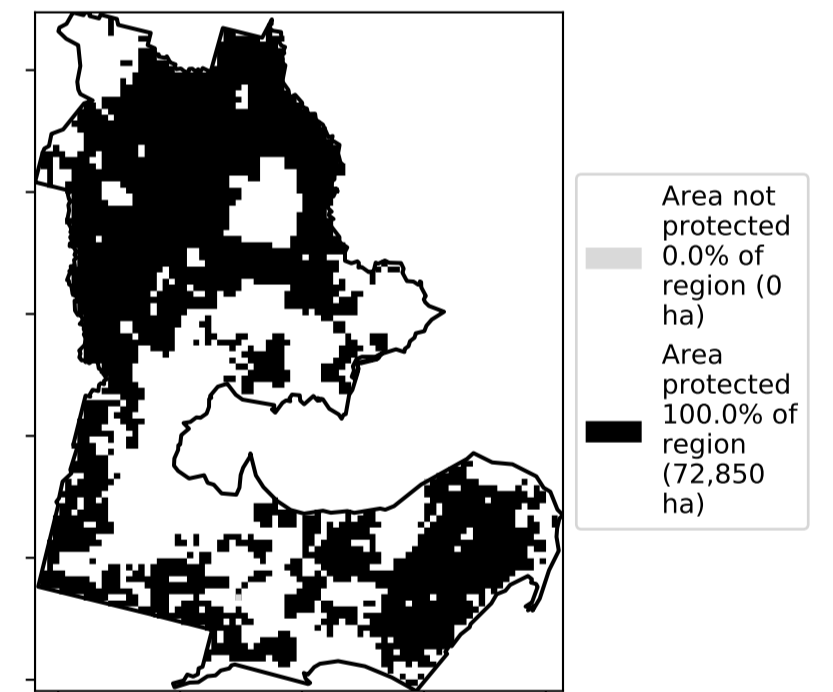 Area not
protected
0.0% of
region (0
ha)
Area
protected
100.0% of
region
(72,850
ha)